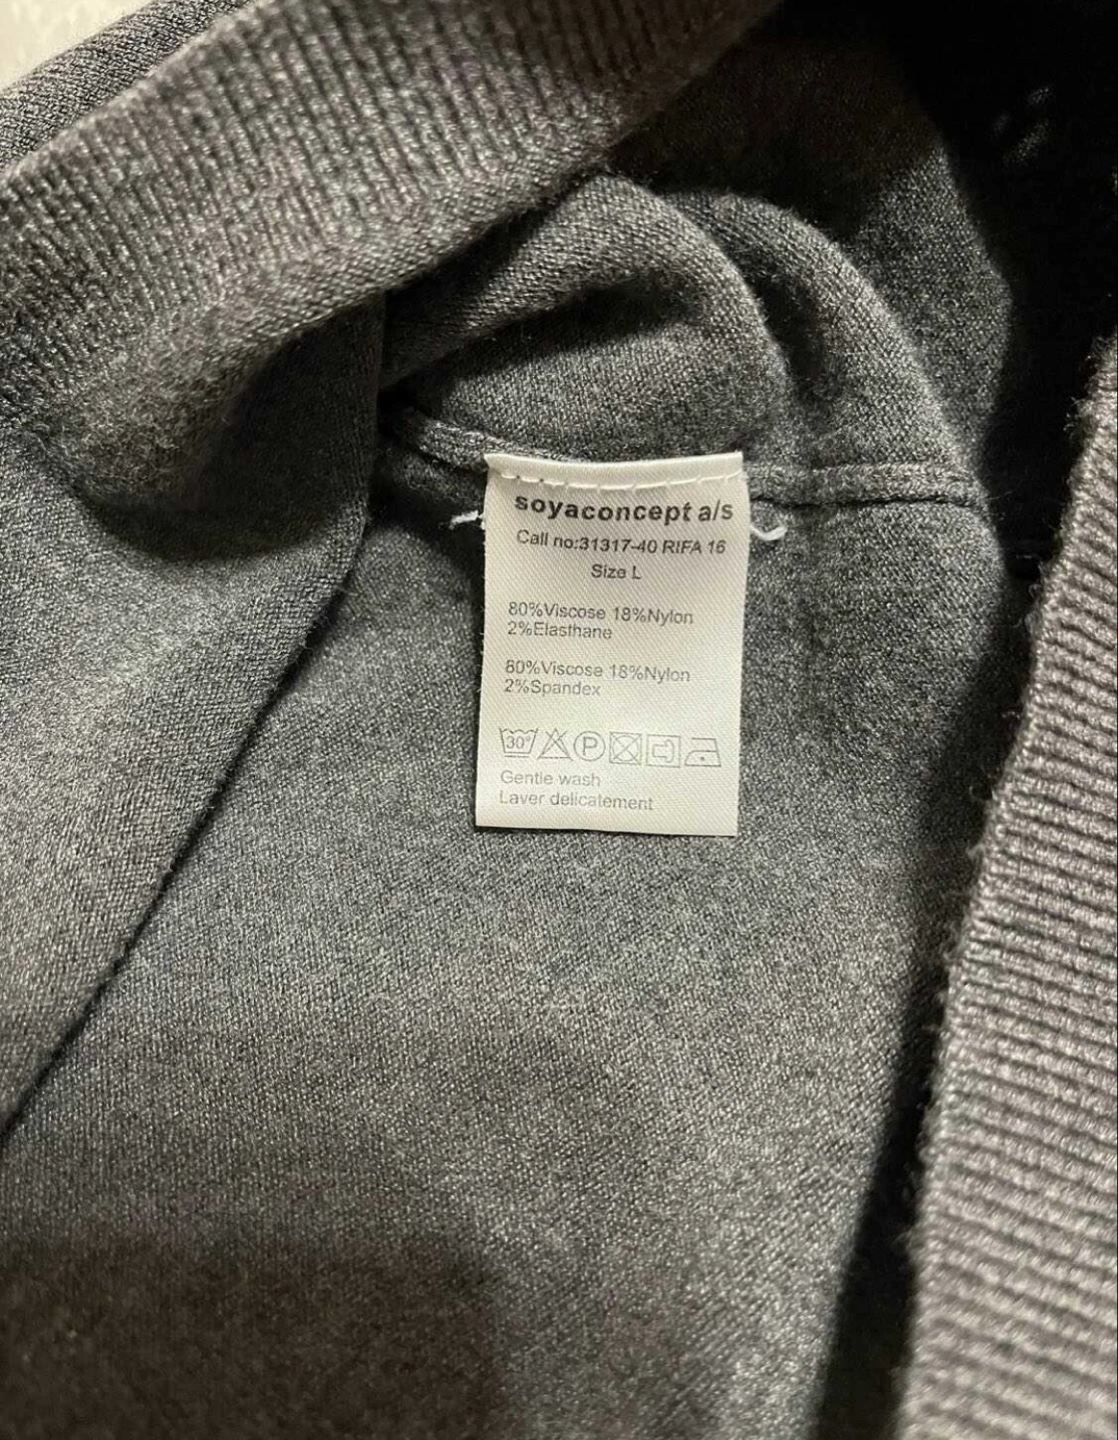 soyaconcept a/s
Call no:31317-40 RIFA 16
Size L
80%Viscose 18%Nylon
2%Elasthane
80%Viscose 18%Nylon
2%Spandex
30° P
Gentle wash
Laver delicatement